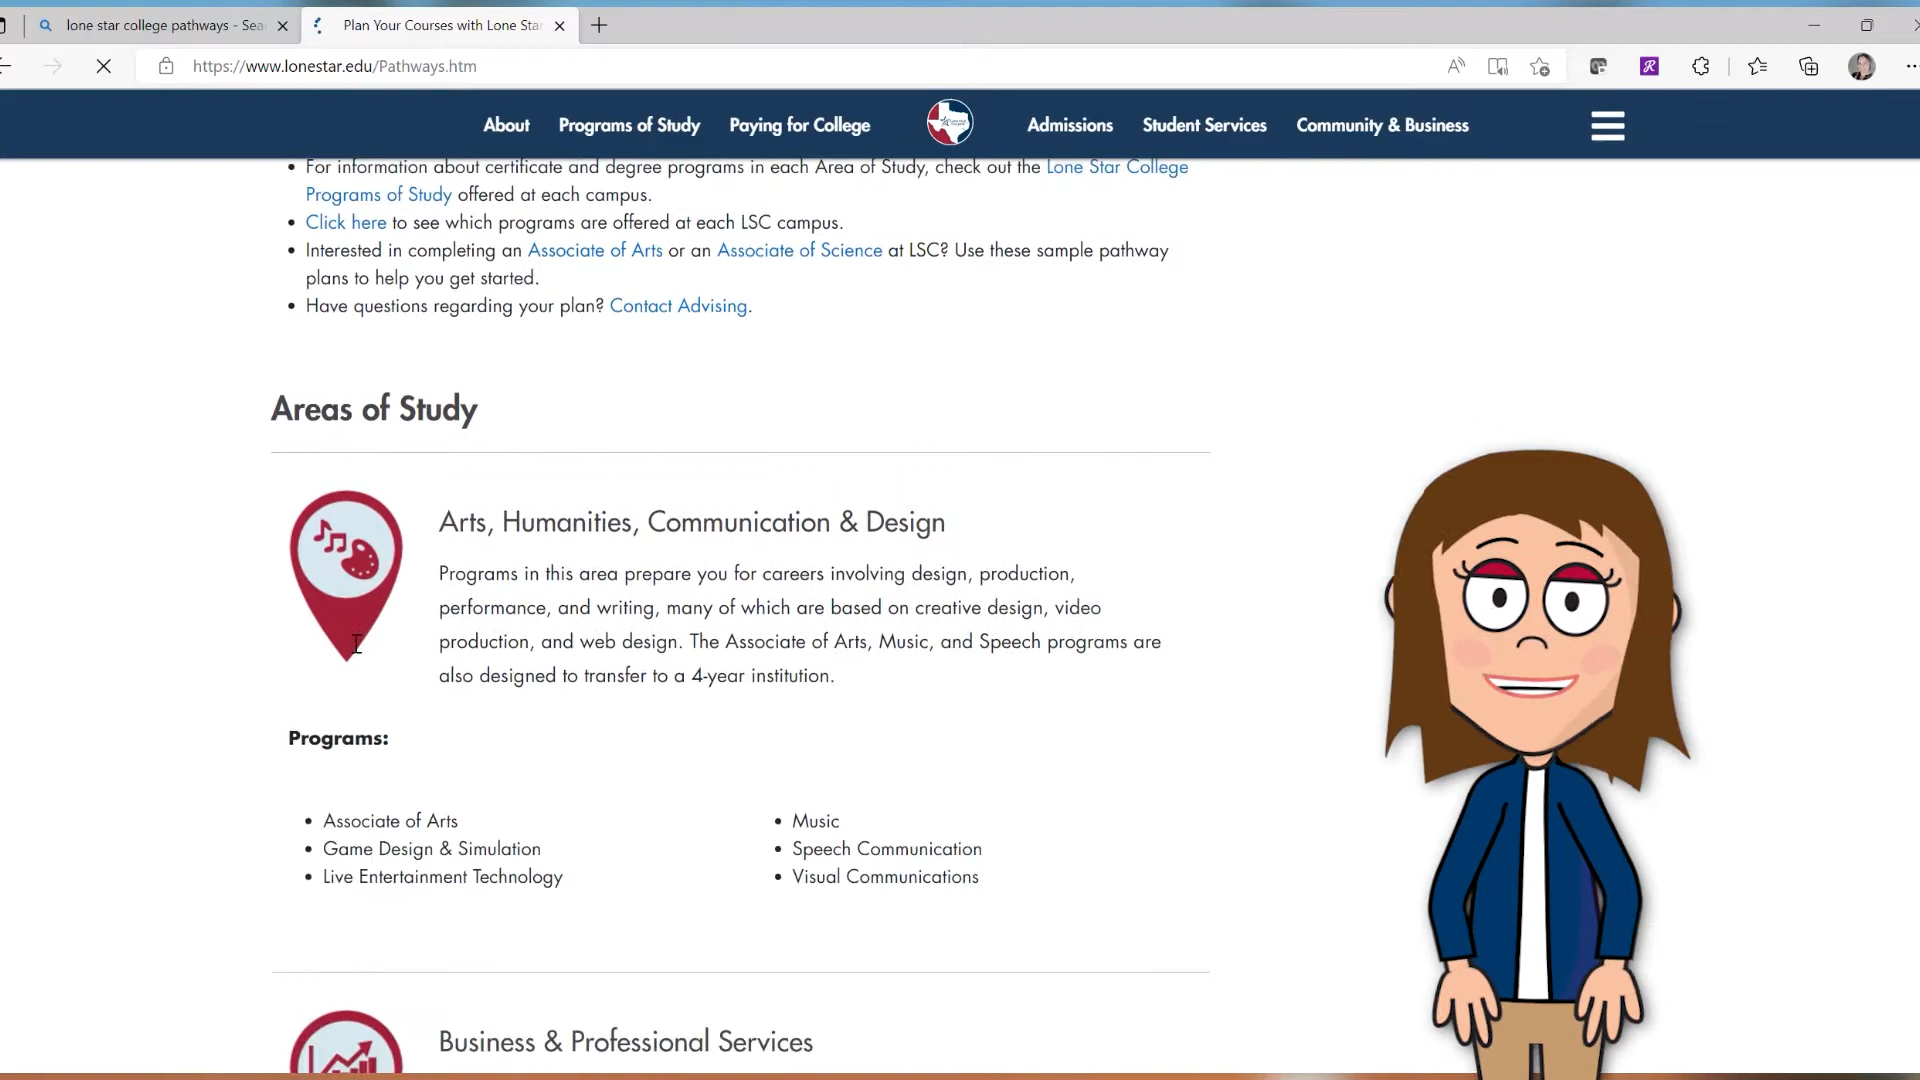 lone star college pathways - Sea
Plan Your Courses with Lone Sta
https://www.lonestar.edu/Pathways.htm
About Programs of Study Paying for College Admissions Student Services Community & Business
• For information about certificate and degree programs in each Area of Study, check out the Lone Star College
Programs of Study offered at each campus.
• Click here to see which programs are offered at each LSC campus.
• Interested in completing an Associate of Arts or an Associate of Science at LSC? Use these sample pathway
plans to help you get started.
• Have questions regarding your plan? Contact Advising.
Areas of Study
Arts, Humanities, Communication & Design
Programs in this area prepare you for careers involving design, production,
performance, and writing, many of which are based on creative design, video
production, and web design. The Associate of Arts, Music, and Speech programs are
also designed to transfer to a 4-year institution.
Programs:
• Associate of Arts
• Game Design & Simulation
• Live Entertainment Technology
• Music
• Speech Communication
• Visual Communications
Business & Professional Services